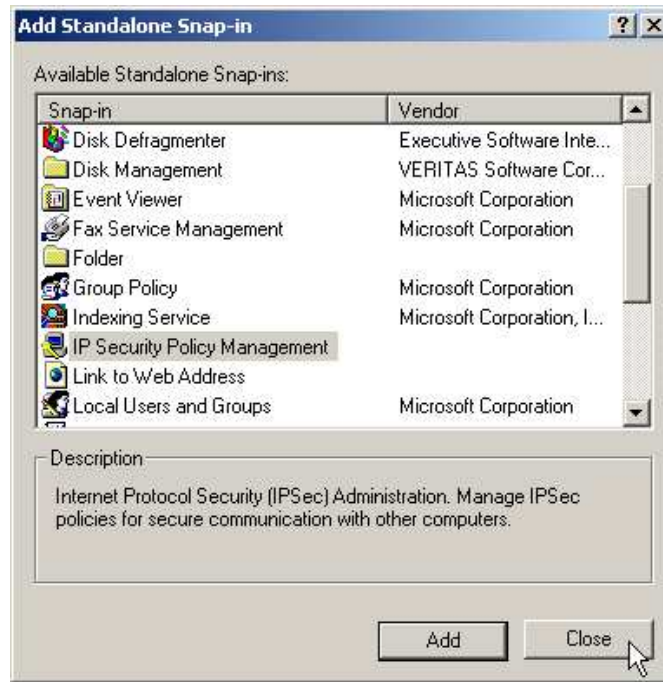 Add Standalone Snap-in
Available Standalone Snap-ins:
Snap-in Vendor
Disk Defragmenter Executive Software Inte...
Disk Management VERITAS Software Cor...
Event Viewer Microsoft Corporation
Fax Service Management Microsoft Corporation
Folder
Group Policy Microsoft Corporation
Indexing Service Microsoft Corporation, I...
IP Security Policy Management
Link to Web Address
Local Users and Groups Microsoft Corporation
Description
Internet Protocol Security (IPSec) Administration. Manage IPSec
policies for secure communication with other computers.
Add Close